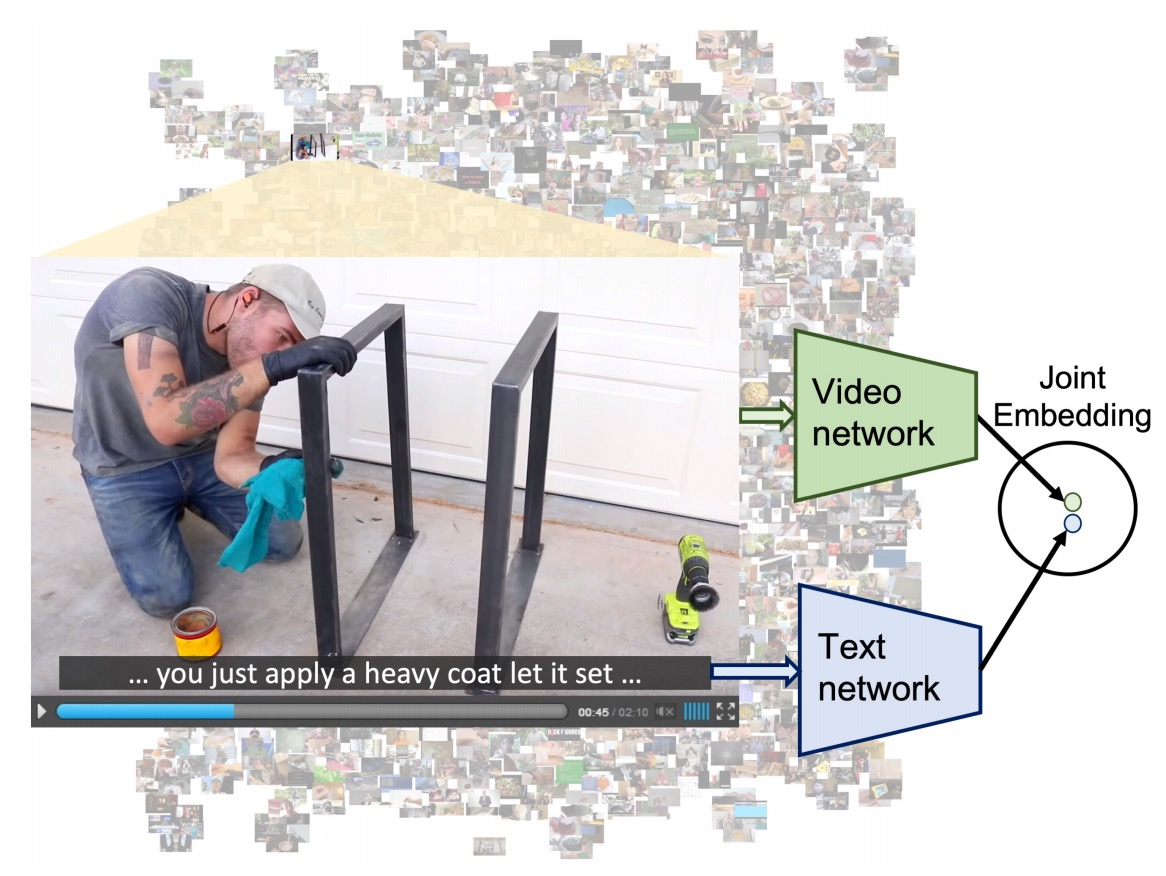 Video
network
Joint
Embedding
... you just apply a heavy coat let it set ...
Text
network
00:45 / 02:10